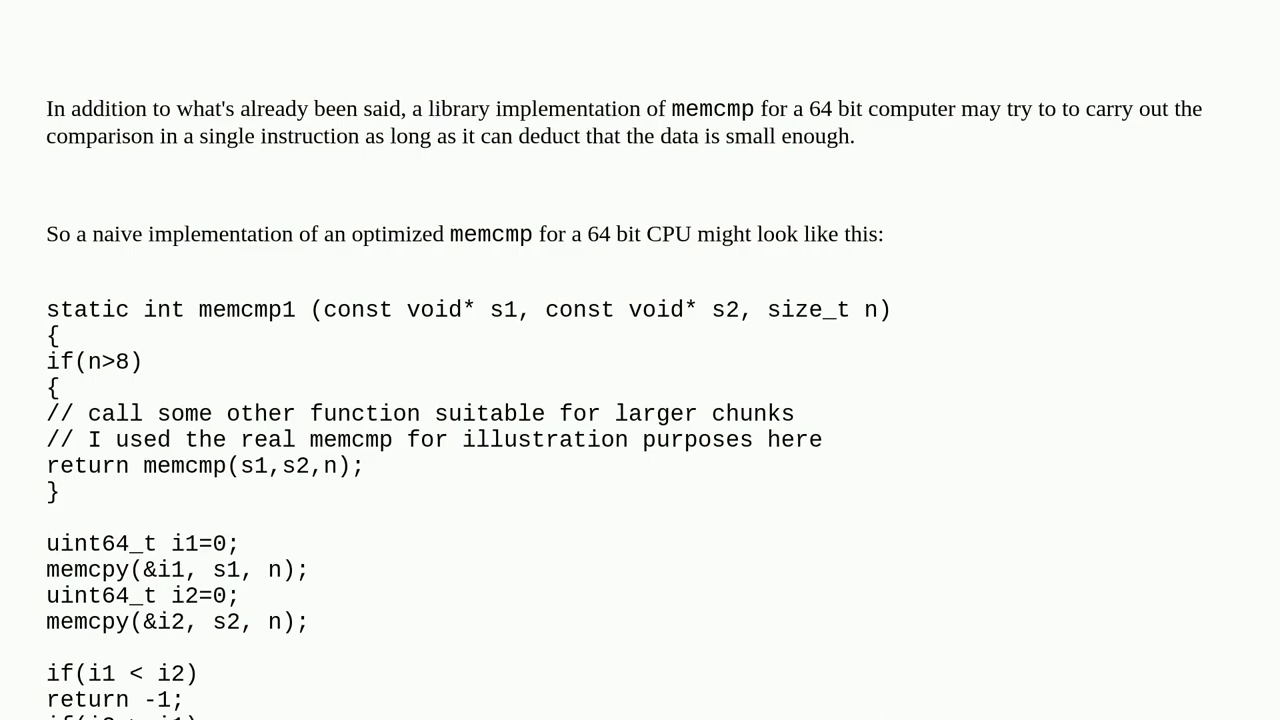 In addition to what's already been said, a library implementation of memcmp for a 64 bit computer may try to to carry out the
comparison in a single instruction as long as it can deduct that the data is small enough.
So a naive implementation of an optimized memcmp for a 64 bit CPU might look like this:
static int memcmp1 (const void* s1, const void* s2, size_t n)
{
if(n>8)
{
// call some other function suitable for larger chunks
// I used the real memcmp for illustration purposes here
return memcmp(s1,s2,n);
}
uint64_t i1=0;
memcpy(&i1, s1, n);
uint64_t i2=0;
memcpy(&i2, s2, n);
if(i1 < i2)
return -1;